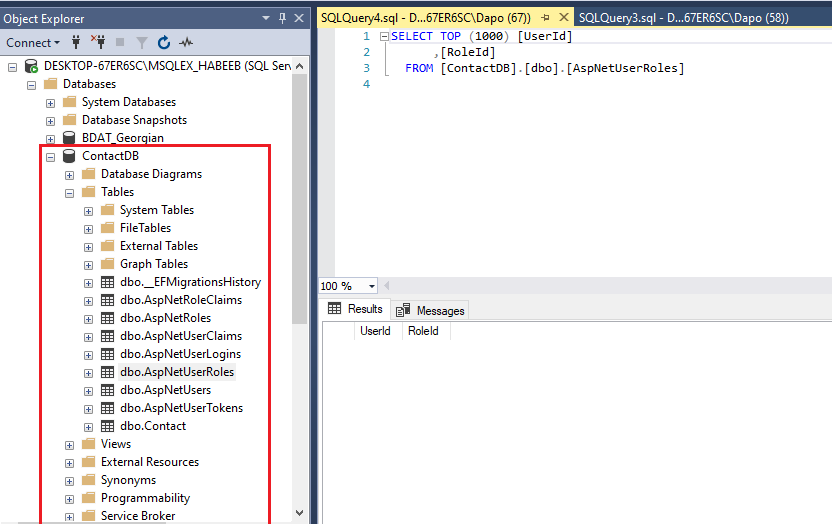 Object Explorer
Connect
DESKTOP-67ER6SC\MSQLEX_HABEEB (SQL Serv
Databases
System Databases
Database Snapshots
BDAT_Georgian
ContactDB
Database Diagrams
Tables
System Tables
FileTables
External Tables
Graph Tables
dbo.__EFMigrationsHistory
dbo.AspNetRoleClaims
dbo.AspNetRoles
dbo.AspNetUserClaims
dbo.AspNetUserLogins
dbo.AspNetUserRoles
dbo.AspNetUsers
dbo.AspNetUserTokens
dbo.Contact
Views
External Resources
Synonyms
Programmability
Service Broker
SQLQuery4.sql - D...67ER6SC\Dapo (67))
SQLQuery3.sql - D...67ER6SC\Dapo (58))
1 SELECT TOP (1000) [UserId]
2 ,[RoleId]
3 FROM [ContactDB].[dbo].[AspNetUserRoles]
4
100 %
Results Messages
UserId RoleId